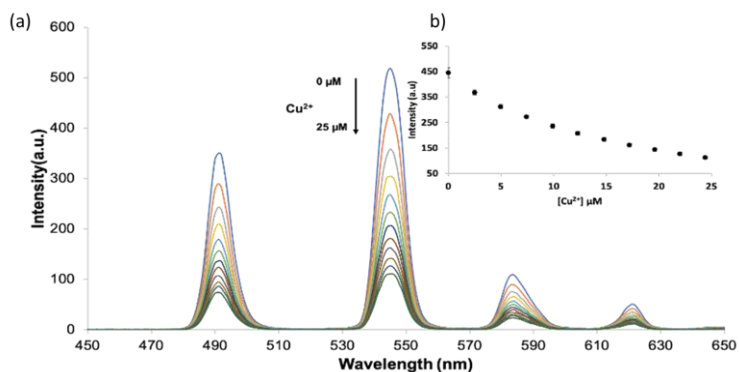 (a)
600
500
400
300
200
100
0
Intensity(a.u.)
450 470 490 510 530 550 570 590 610 630 650
Wavelength (nm)
0 µM
Cu²⁺
25 µM
b)
550
450
350
250
150
50
Intensity (a.u)
0 5 10 15 20 25
[Cu²⁺] µM